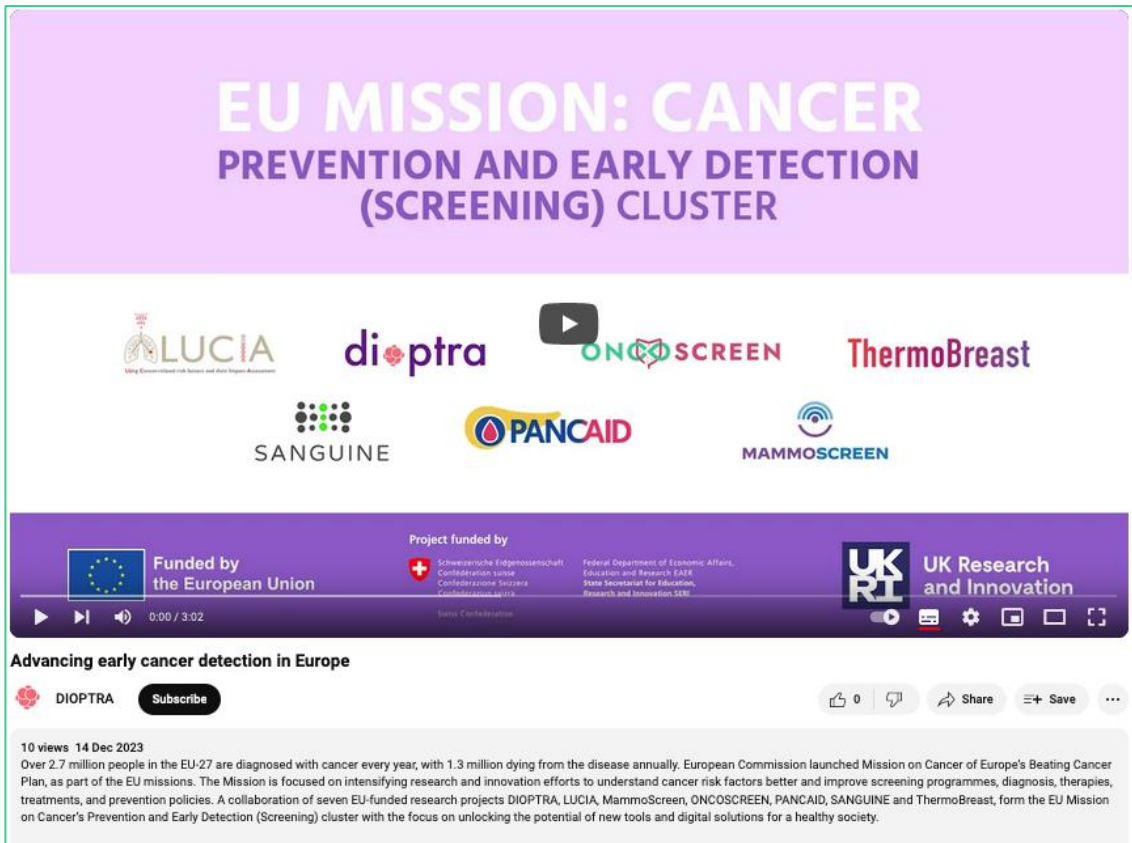 EU MISSION: CANCER
PREVENTION AND EARLY DETECTION
(SCREENING) CLUSTER
LUCIA
dioptra
ONCOSCREEN
ThermoBreast
SANGUINE
PANCAID
MAMMOSCREEN
Funded by
the European Union
Project funded by
Schweizerische Eidgenossenschaft
Confédération suisse
Confederazione Svizzera
Confederaziun svizra
Swiss Confederation
Federal Department of Economic Affairs,
Education and Research EAER
State Secretariat for Education,
Research and Innovation SERI
UK
RI
UK Research
and Innovation
0:00 / 3:02
Advancing early cancer detection in Europe
DIOPTRA
Subscribe
0
Share
Save
10 views 14 Dec 2023
Over 2.7 million people in the EU-27 are diagnosed with cancer every year, with 1.3 million dying from the disease annually. European Commission launched Mission on Cancer of Europe's Beating Cancer
Plan, as part of the EU missions. The Mission is focused on intensifying research and innovation efforts to understand cancer risk factors better and improve screening programmes, diagnosis, therapies,
treatments, and prevention policies. A collaboration of seven EU-funded research projects DIOPTRA, LUCIA, MammoScreen, ONCOSCREEN, PANCAID, SANGUINE and ThermoBreast, form the EU Mission
on Cancer's Prevention and Early Detection (Screening) cluster with the focus on unlocking the potential of new tools and digital solutions for a healthy society.